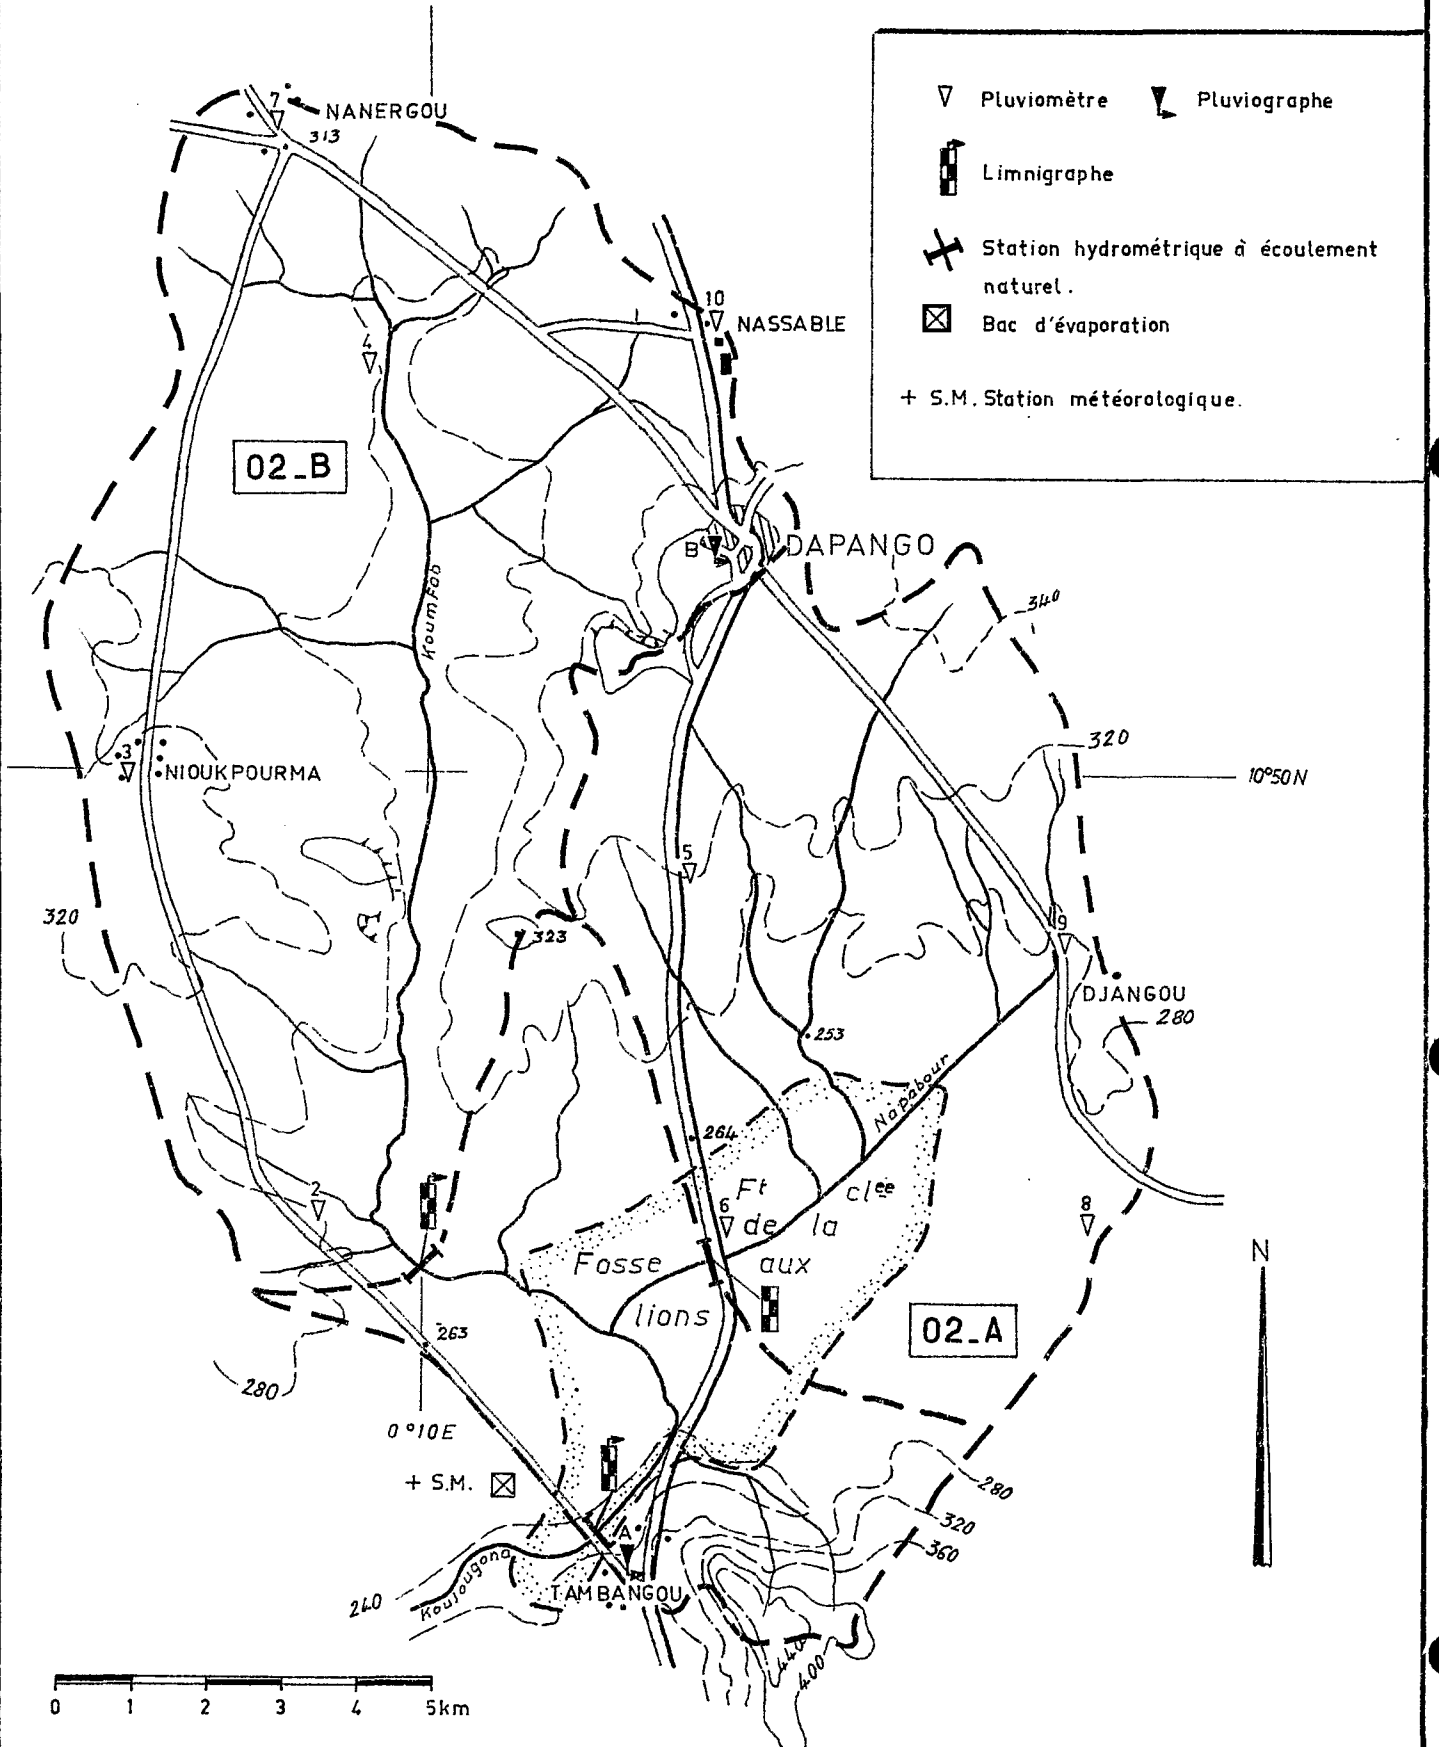 Pluviomètre
Pluviographe
Limnigraphe
Station hydrométrique à écoulement
naturel.
Bac d'évaporation
+ S.M. Station météorologique.
7
NANERGOU
313
10
NASSABLE
4
02_B
B
DAPANGO
Koumfab
340
320
3
NIOUKPOURMA
10°50N
5
320
323
9
DJANGOU
280
253
Napabour
264
2
Ft
clée
6
de la
8
Fosse
aux
lions
N
02_A
263
280
0°10E
+ S.M.
280
320
A
360
Koujougona
TAMBANGOU
240
440
400
0 1 2 3 4 5km